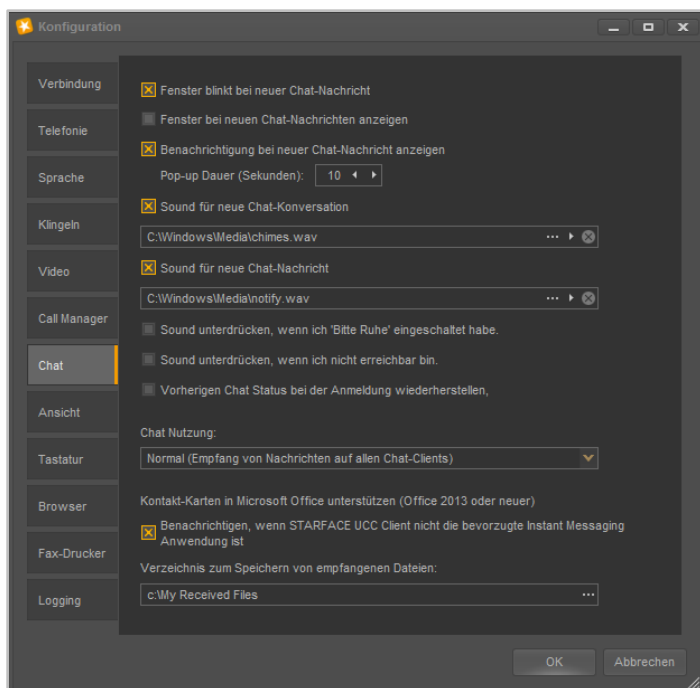 Konfiguration
Verbindung
Telefonie
Sprache
Klingeln
Video
Call Manager
Chat
Ansicht
Tastatur
Browser
Fax-Drucker
Logging
Fenster blinkt bei neuer Chat-Nachricht
Fenster bei neuen Chat-Nachrichten anzeigen
Benachrichtigung bei neuer Chat-Nachricht anzeigen
Pop-up Dauer (Sekunden): 10
Sound für neue Chat-Konversation
C:\Windows\Media\chimes.wav ...
Sound für neue Chat-Nachricht
C:\Windows\Media\notify.wav ...
Sound unterdrücken, wenn ich 'Bitte Ruhe' eingeschaltet habe.
Sound unterdrücken, wenn ich nicht erreichbar bin.
Vorherigen Chat Status bei der Anmeldung wiederherstellen,
Chat Nutzung:
Normal (Empfang von Nachrichten auf allen Chat-Clients)
Kontakt-Karten in Microsoft Office unterstützen (Office 2013 oder neuer)
Benachrichtigen, wenn STARFACE UCC Client nicht die bevorzugte Instant Messaging
Anwendung ist
Verzeichnis zum Speichern von empfangenen Dateien:
c:\My Received Files ...
OK Abbrechen